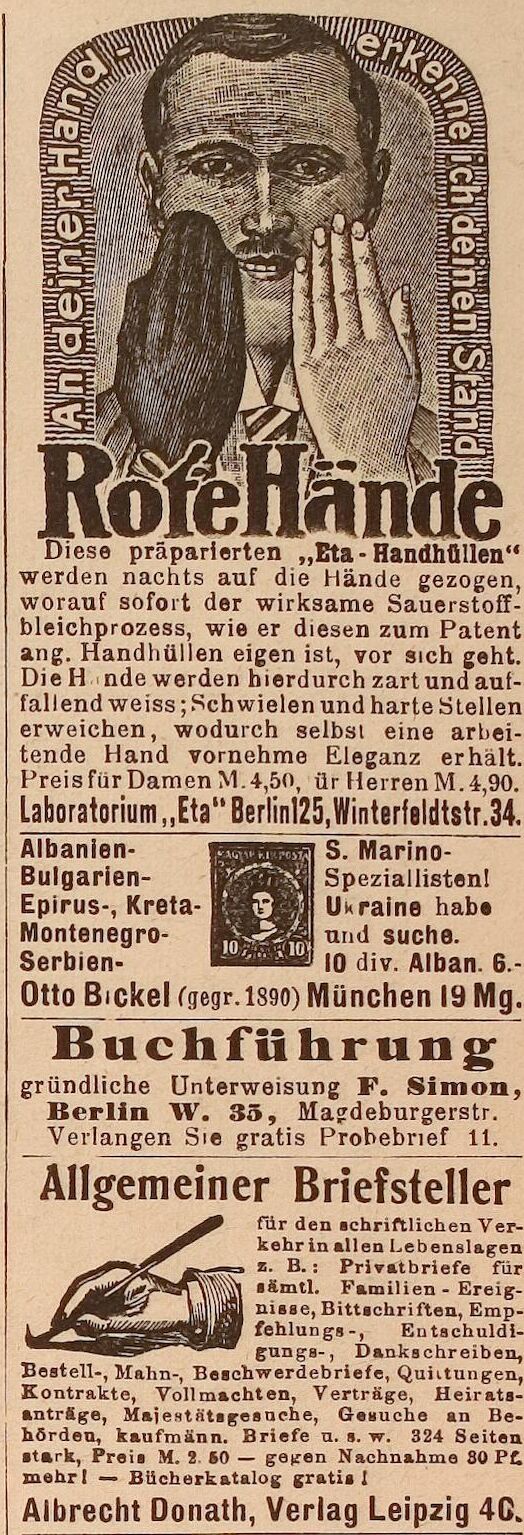 An deiner Hand - erkenne ich deinen Stand
Rote Hände
Diese präparierten „Eta-Handhüllen“
werden nachts auf die Hände gezogen,
worauf sofort der wirksame Sauerstoff-
bleichprozess, wie er diesen zum Patent
ang. Handhüllen eigen ist, vor sich geht.
Die H nde werden hierdurch zart und auf-
fallend weiss; Schwielen und harte Stellen
erweichen, wodurch selbst eine arbei-
tende Hand vornehme Eleganz erhält.
Preis für Damen M. 4,50, ür Herren M. 4,90.
Laboratorium „Eta“ Berlin 125, Winterfeldtstr. 34.
Albanien-
Bulgarien-
Epirus-, Kreta-
Montenegro-
Serbien-
MAGYAR KIR. POSTA
10 10
S. Marino-
Speziallisten!
Ukraine habe
und suche.
10 div. Alban. 6.-
Otto Bickel (gegr. 1890) München 19 Mg.
Buchführung
gründliche Unterweisung F. Simon,
Berlin W. 35, Magdeburgerstr.
Verlangen Sie gratis Probebrief 11.
Allgemeiner Briefsteller
für den schriftlichen Ver-
kehr in allen Lebenslagen
z. B.: Privatbriefe für
sämtl. Familien-Ereig-
nisse, Bittschriften, Emp-
fehlungs-, Entschuldi-
gungs-, Dankschreiben,
Bestell-, Mahn-, Beschwerdebriefe, Quittungen,
Kontrakte, Vollmachten, Verträge, Heirats-
anträge, Majestätsgesuche, Gesuche an Be-
hörden, kaufmänn. Briefe u. s. w. 324 Seiten
stark, Preis M. 2.50 — gegen Nachnahme 30 Pf.
mehr! — Bücherkatalog gratis!
Albrecht Donath, Verlag Leipzig 4C.